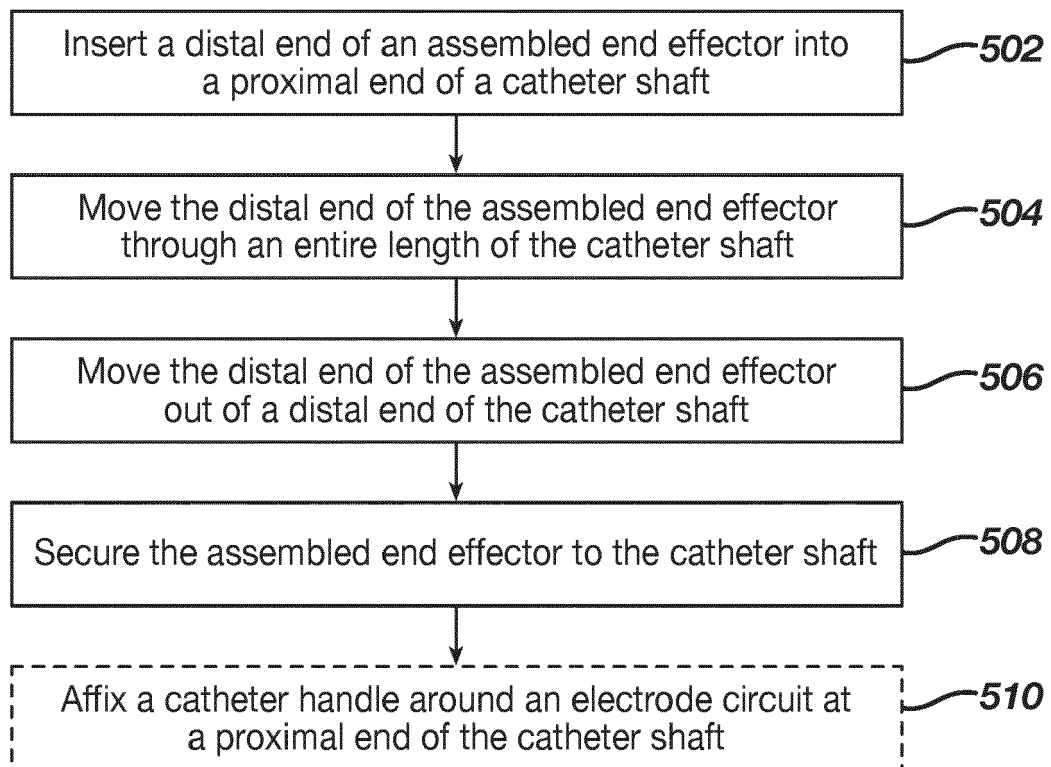 Insert a distal end of an assembled end effector into
a proximal end of a catheter shaft
502
Move the distal end of the assembled end effector
through an entire length of the catheter shaft
504
Move the distal end of the assembled end effector
out of a distal end of the catheter shaft
506
Secure the assembled end effector to the catheter shaft
508
Affix a catheter handle around an electrode circuit at
a proximal end of the catheter shaft
510